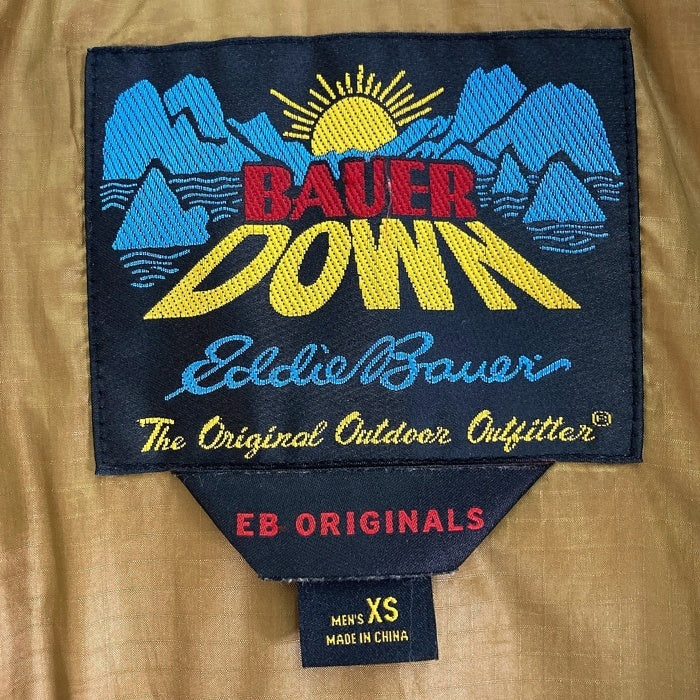 BAUER
DOWN
Eddie Bauer
The Original Outdoor Outfitter®
EB ORIGINALS
MEN'S XS
MADE IN CHINA